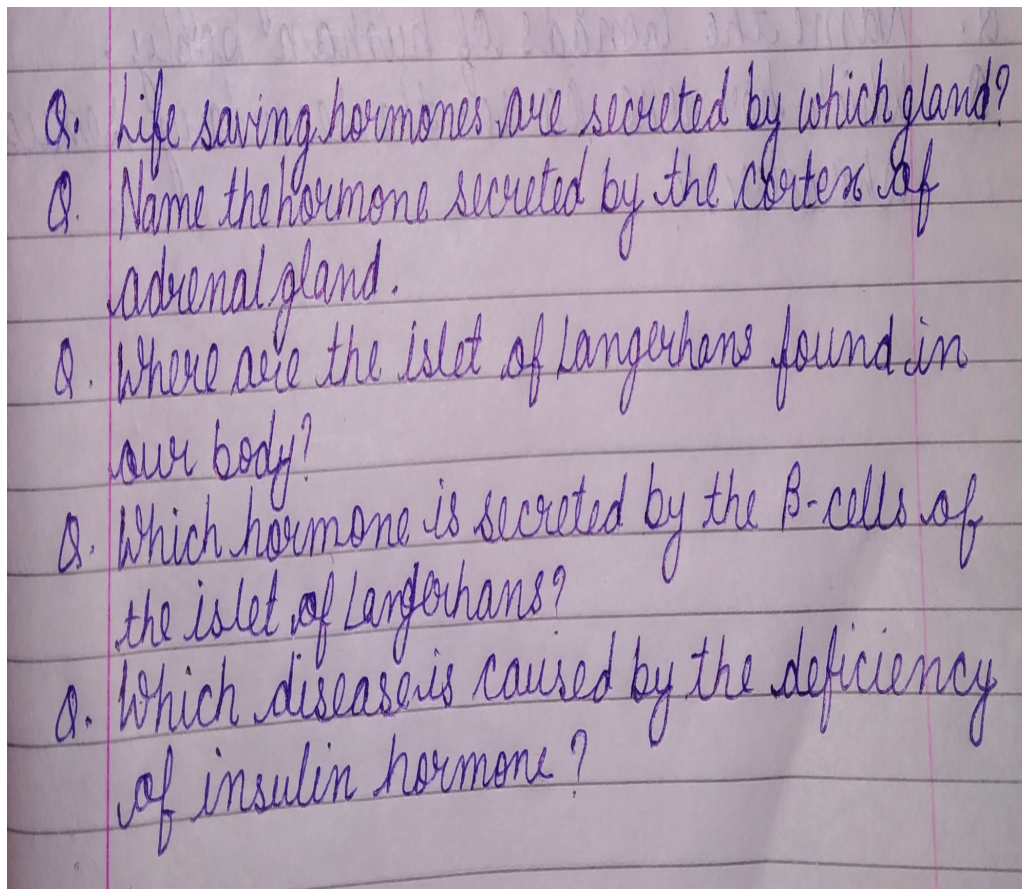 Q. Life saving hormones are secreted by which gland?
Q. Name the hormone secreted by the cortex of
adrenal gland.
Q. Where are the islet of Langerhans found in
our body?
Q. Which hormone is secreted by the β-cells of
the islet of Langerhans?
Q. Which disease is caused by the deficiency
of insulin hormone?